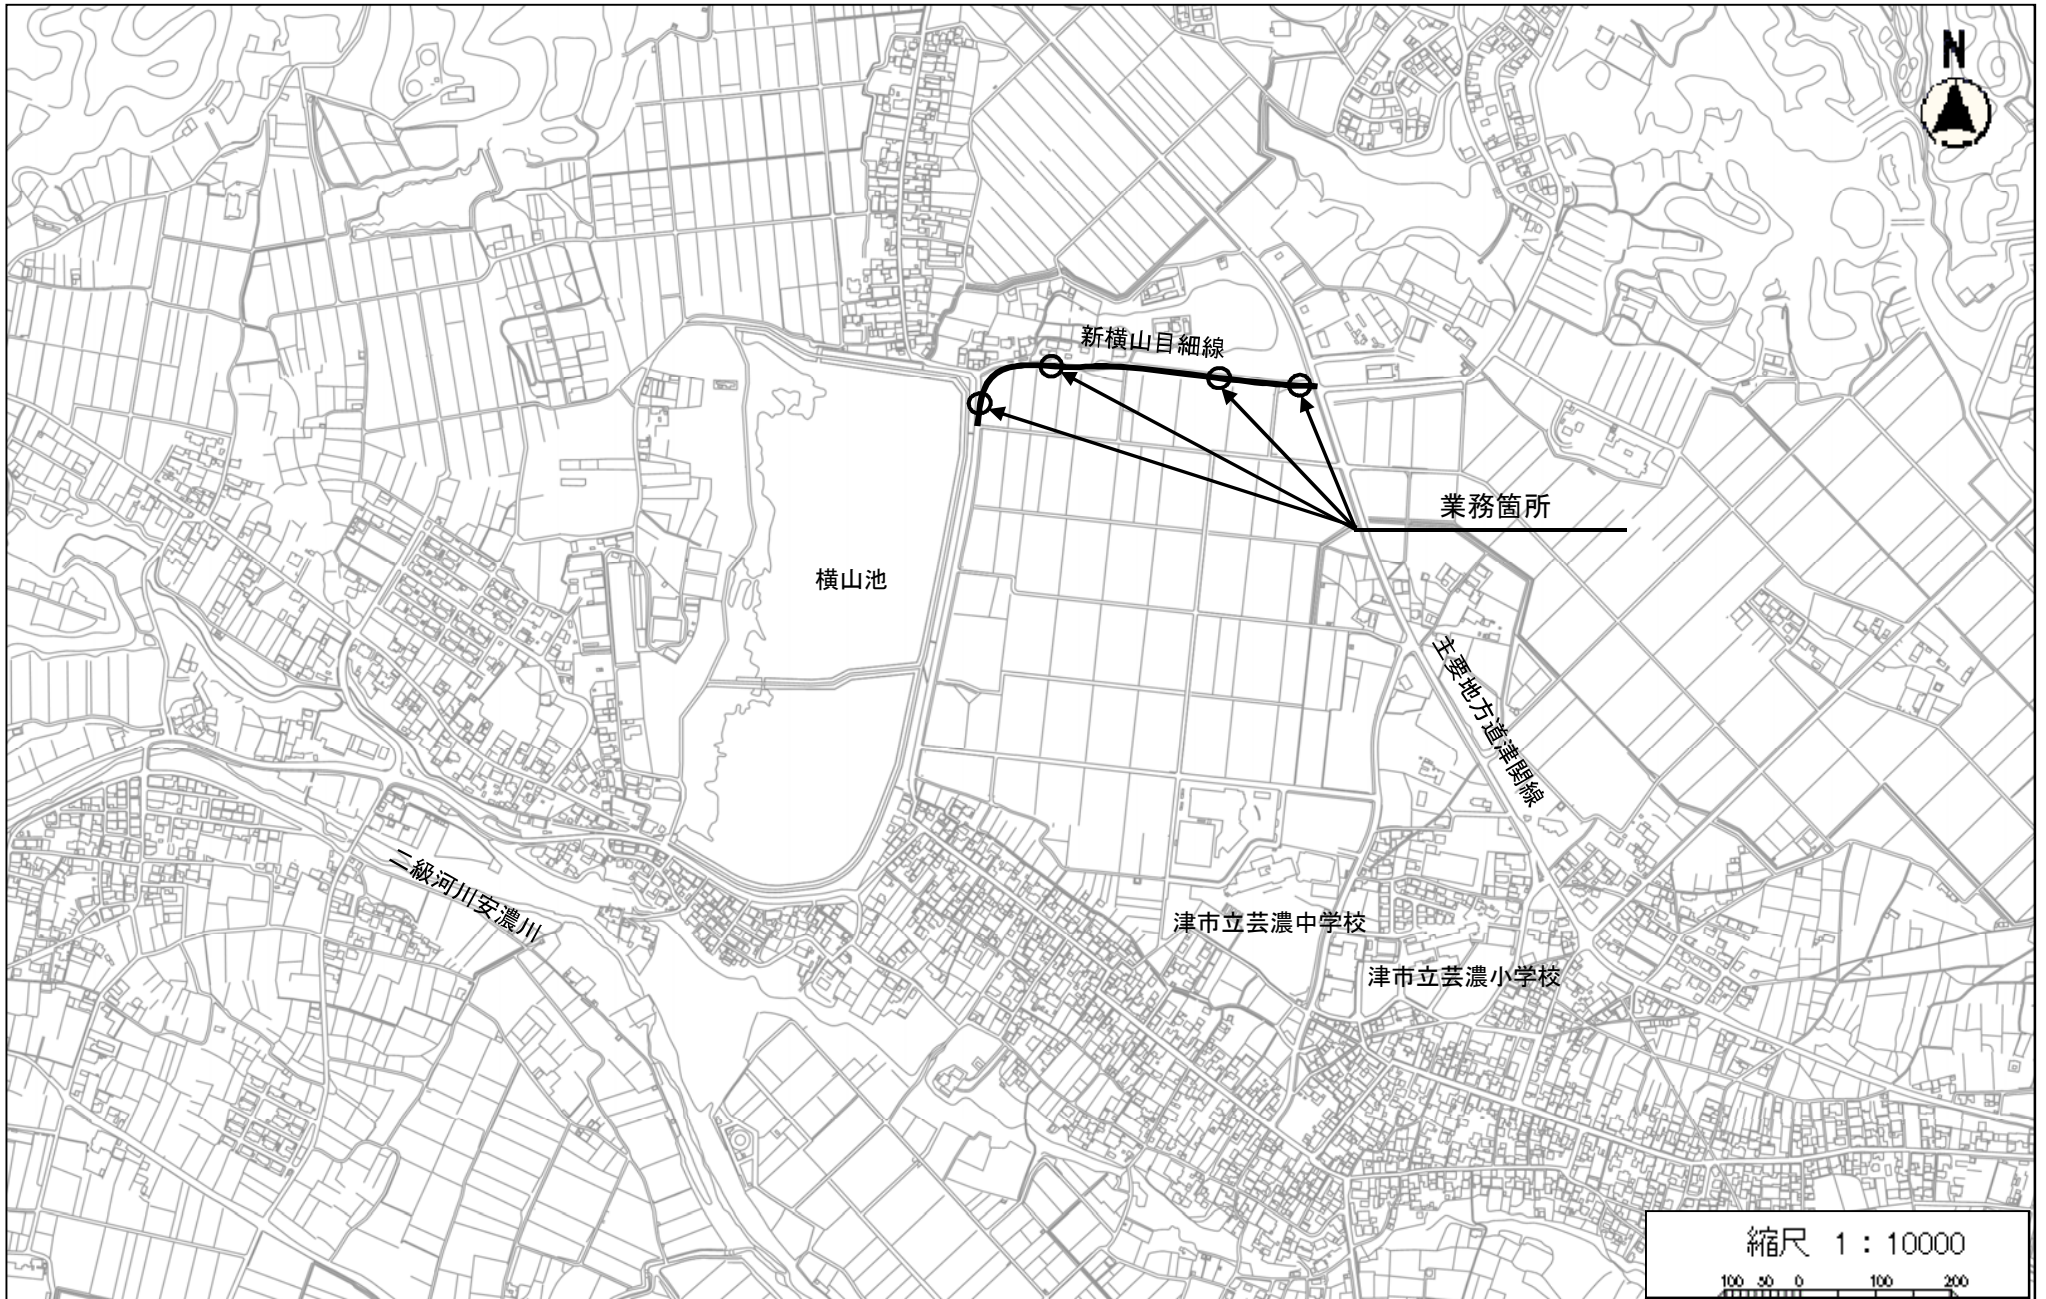 N
新横山目細線
業務箇所
横山池
主要地方道津関線
二級河川安濃川
津市立芸濃中学校
津市立芸濃小学校
縮尺 1:10000
100 50 0 100 200